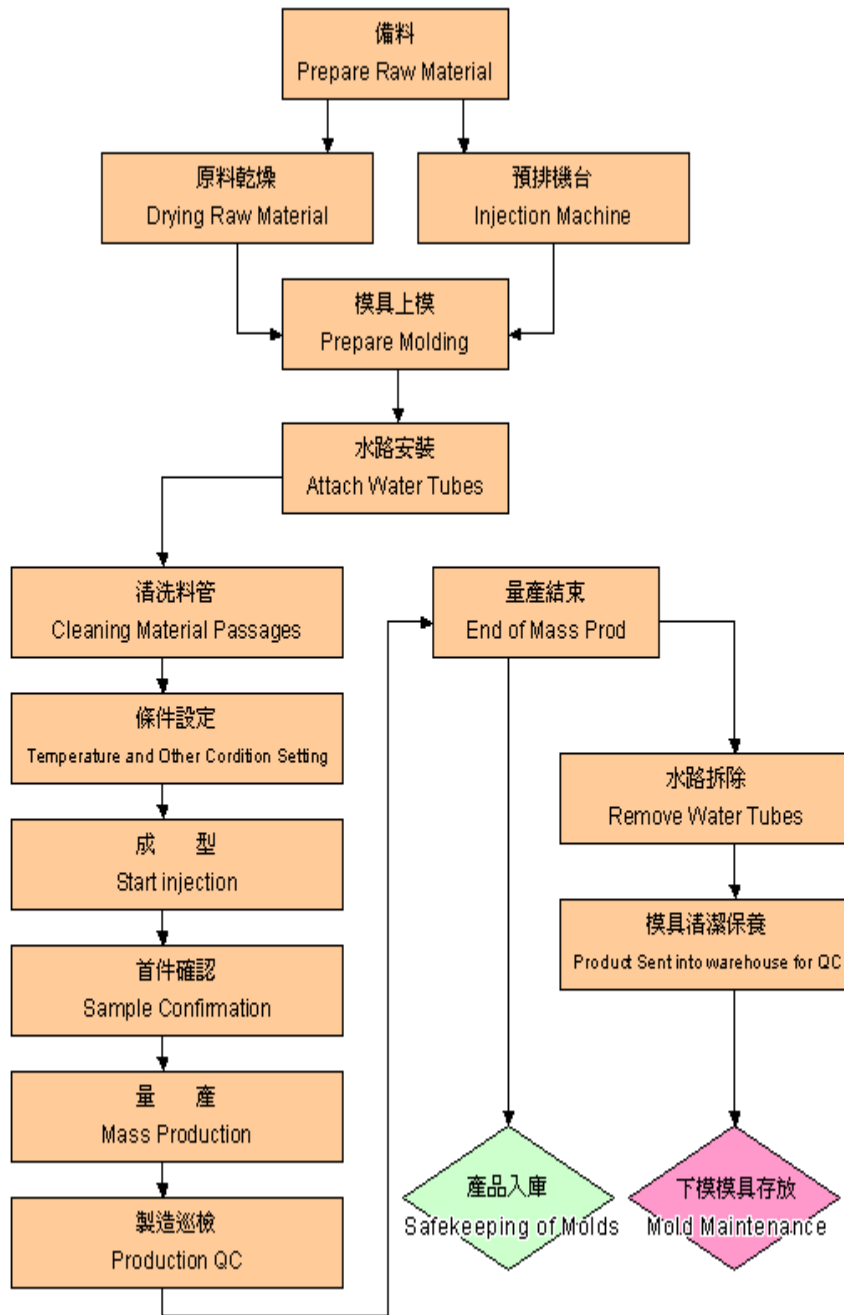 備料
Prepare Raw Material
原料乾燥
Drying Raw Material
預排機台
Injection Machine
模具上模
Prepare Molding
水路安裝
Attach Water Tubes
清洗料管
Cleaning Material Passages
條件設定
Temperature and Other Cordition Setting
成 型
Start injection
首件確認
Sample Confirmation
量 產
Mass Production
製造巡檢
Production QC
量產結束
End of Mass Prod
水路拆除
Remove Water Tubes
模具清潔保養
Product Sent into warehouse for QC
產品入庫
Safekeeping of Molds
下模模具存放
Mold Maintenance